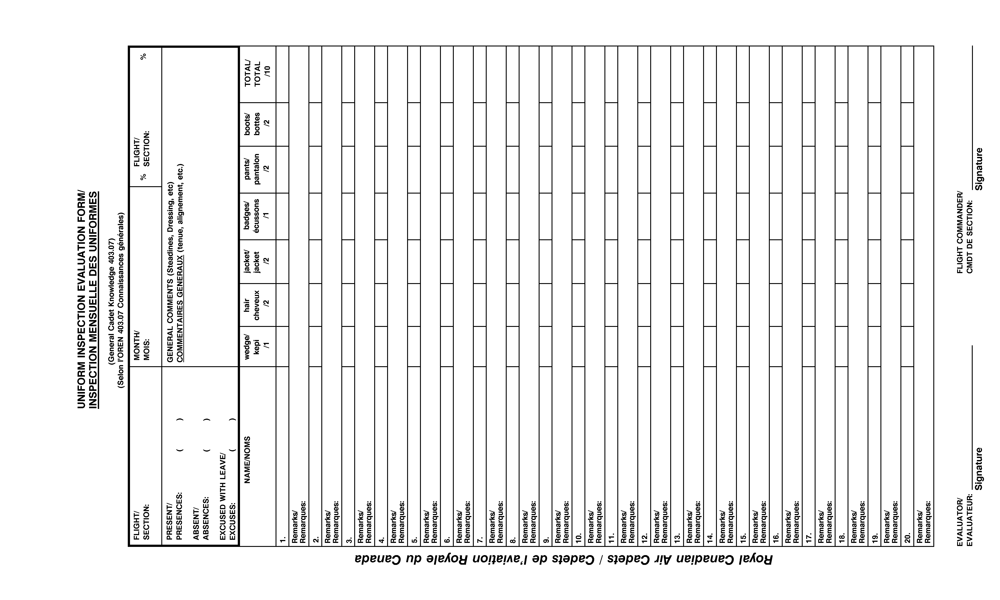 UNIFORM INSPECTION EVALUATION FORM/
INSPECTION MENSUELLE DES UNIFORMES
(General Cadet Knowledge 403.07)
(Selon l'OREN 403.07 Connaissances générales)
FLIGHT/
SECTION:
MONTH/
MOIS:
%
FLIGHT/
SECTION:
%
PRESENT/
PRESENCES: ( )
ABSENT/
ABSENCES: ( )
EXCUSED WITH LEAVE/
EXCUSES: ( )
GENERAL COMMENTS (Steadines, Dressing, etc)
COMMENTAIRES GENERAUX (tenue, alignement, etc.)
NAME/NOMS
wedge/
kepi
/1
hair
cheveux
/2
jacket/
jacket
/2
badges/
écussons
/1
pants/
pantalon
/2
boots/
bottes
/2
TOTAL/
TOTAL
/10
1.
Remarks/
Remarques:
2.
Remarks/
Remarques:
3.
Remarks/
Remarques:
4.
Remarks/
Remarques:
5.
Remarks/
Remarques:
6.
Remarks/
Remarques:
7.
Remarks/
Remarques:
8.
Remarks/
Remarques:
9.
Remarks/
Remarques:
10.
Remarks/
Remarques:
11.
Remarks/
Remarques:
12.
Remarks/
Remarques:
13.
Remarks/
Remarques:
14.
Remarks/
Remarques:
15.
Remarks/
Remarques:
16.
Remarks/
Remarques:
17.
Remarks/
Remarques:
18.
Remarks/
Remarques:
19.
Remarks/
Remarques:
20.
Remarks/
Remarques:
EVALUATOR/
EVALUATEUR:
Signature
FLIGHT COMMANDER/
CMDT DE SECTION:
Signature
Royal Canadian Air Cadets / Cadets de l'aviation Royale du Canada